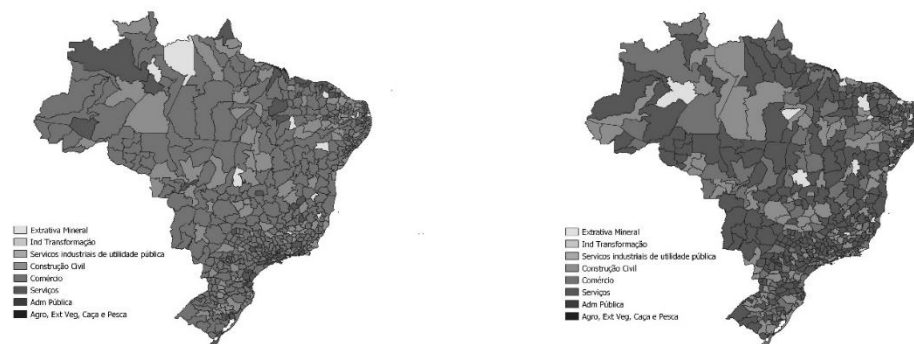 Extrativa Mineral
Ind Transformação
Servicos industriais de utilidade pública
Construção Civil
Comércio
Serviços
Adm Pública
Agro, Ext Veg, Caça e Pesca
Extrativa Mineral
Ind Transformação
Servicos industriais de utilidade pública
Construção Civil
Comércio
Serviços
Adm Pública
Agro, Ext Veg, Caça e Pesca